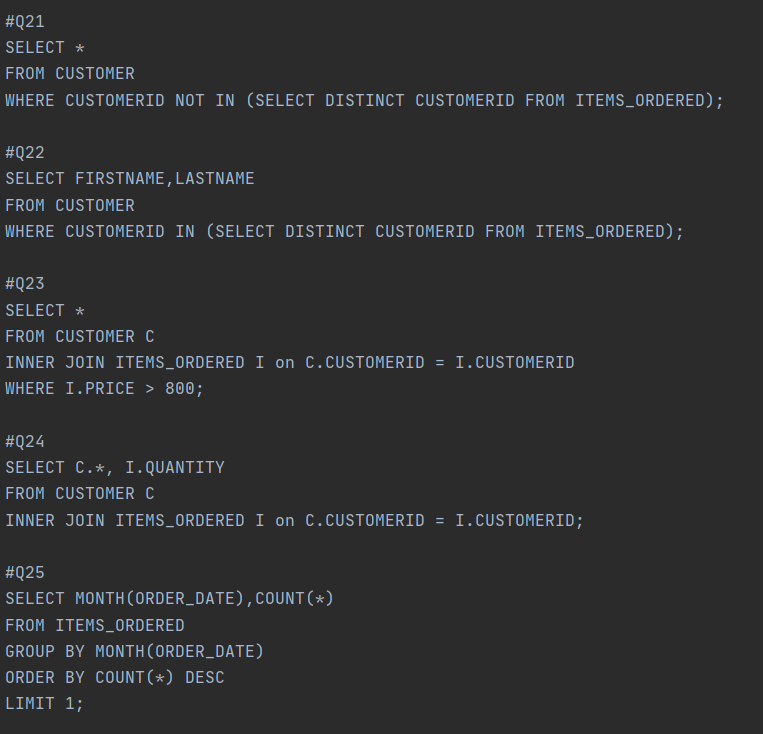 #Q21
SELECT *
FROM CUSTOMER
WHERE CUSTOMERID NOT IN (SELECT DISTINCT CUSTOMERID FROM ITEMS_ORDERED);
#Q22
SELECT FIRSTNAME,LASTNAME
FROM CUSTOMER
WHERE CUSTOMERID IN (SELECT DISTINCT CUSTOMERID FROM ITEMS_ORDERED);
#Q23
SELECT *
FROM CUSTOMER C
INNER JOIN ITEMS_ORDERED I on C.CUSTOMERID = I.CUSTOMERID
WHERE I.PRICE > 800;
#Q24
SELECT C.*, I.QUANTITY
FROM CUSTOMER C
INNER JOIN ITEMS_ORDERED I on C.CUSTOMERID = I.CUSTOMERID;
#Q25
SELECT MONTH(ORDER_DATE),COUNT(*)
FROM ITEMS_ORDERED
GROUP BY MONTH(ORDER_DATE)
ORDER BY COUNT(*) DESC
LIMIT 1;